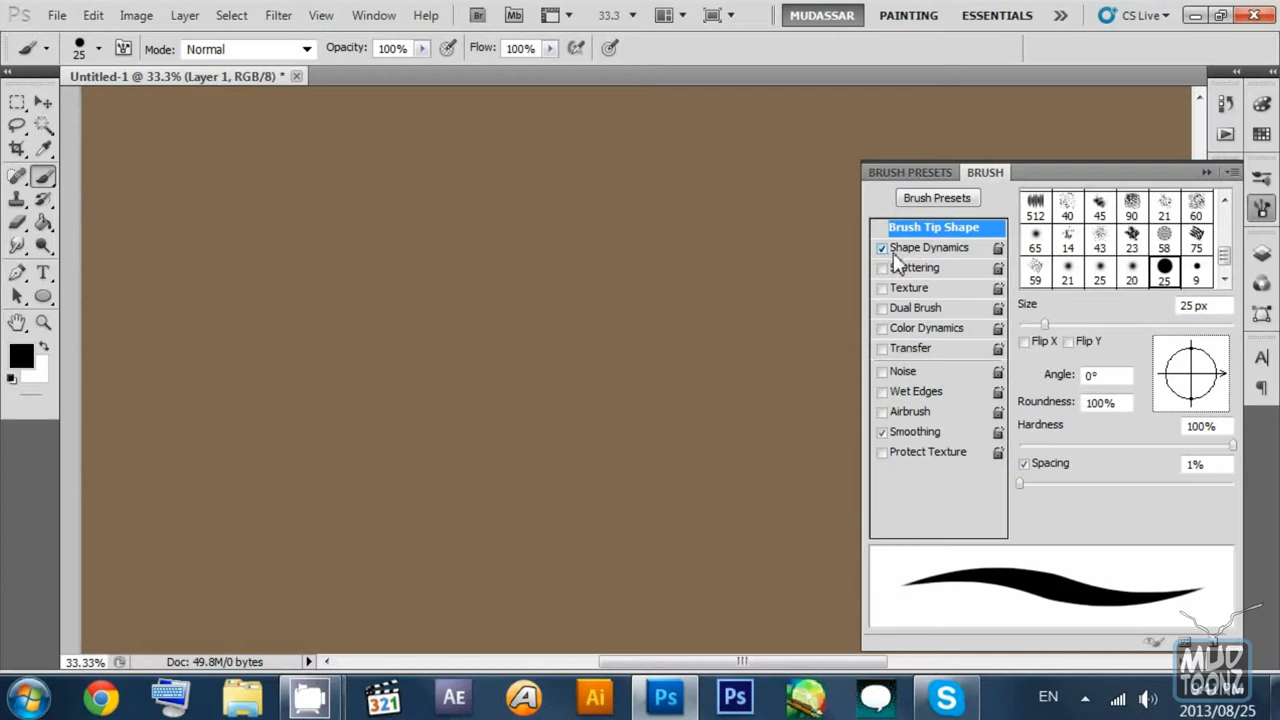 Ps File Edit Image Layer Select Filter View Window Help Br Mb 33.3 MUDASSAR PAINTING ESSENTIALS CS Live
25 Mode: Normal Opacity: 100% Flow: 100%
Untitled-1 @ 33.3% (Layer 1, RGB/8) *
BRUSH PRESETS BRUSH
Brush Presets
512 40 45 90 21 60
65 14 43 23 58 75
59 21 25 20 25 9
Brush Tip Shape
Shape Dynamics
Texture
Dual Brush
Color Dynamics
Transfer
Noise
Wet Edges
Airbrush
Smoothing
Protect Texture
Size 25 px
Flip X Flip Y
Angle: 0°
Roundness: 100%
Hardness 100%
Spacing 1%
T
A
33.33% Doc: 49.8M/0 bytes
321 AE Ai Ps Ps S EN
MUD
TOONZ
2013/08/25